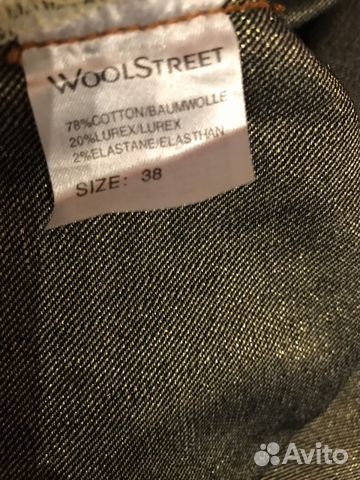 WOOLSTREET
78%COTTON/BAUMWOLLE
20%LUREX/LUREX
2%ELASTANE/ELASTHAN
SIZE: 38
Avito